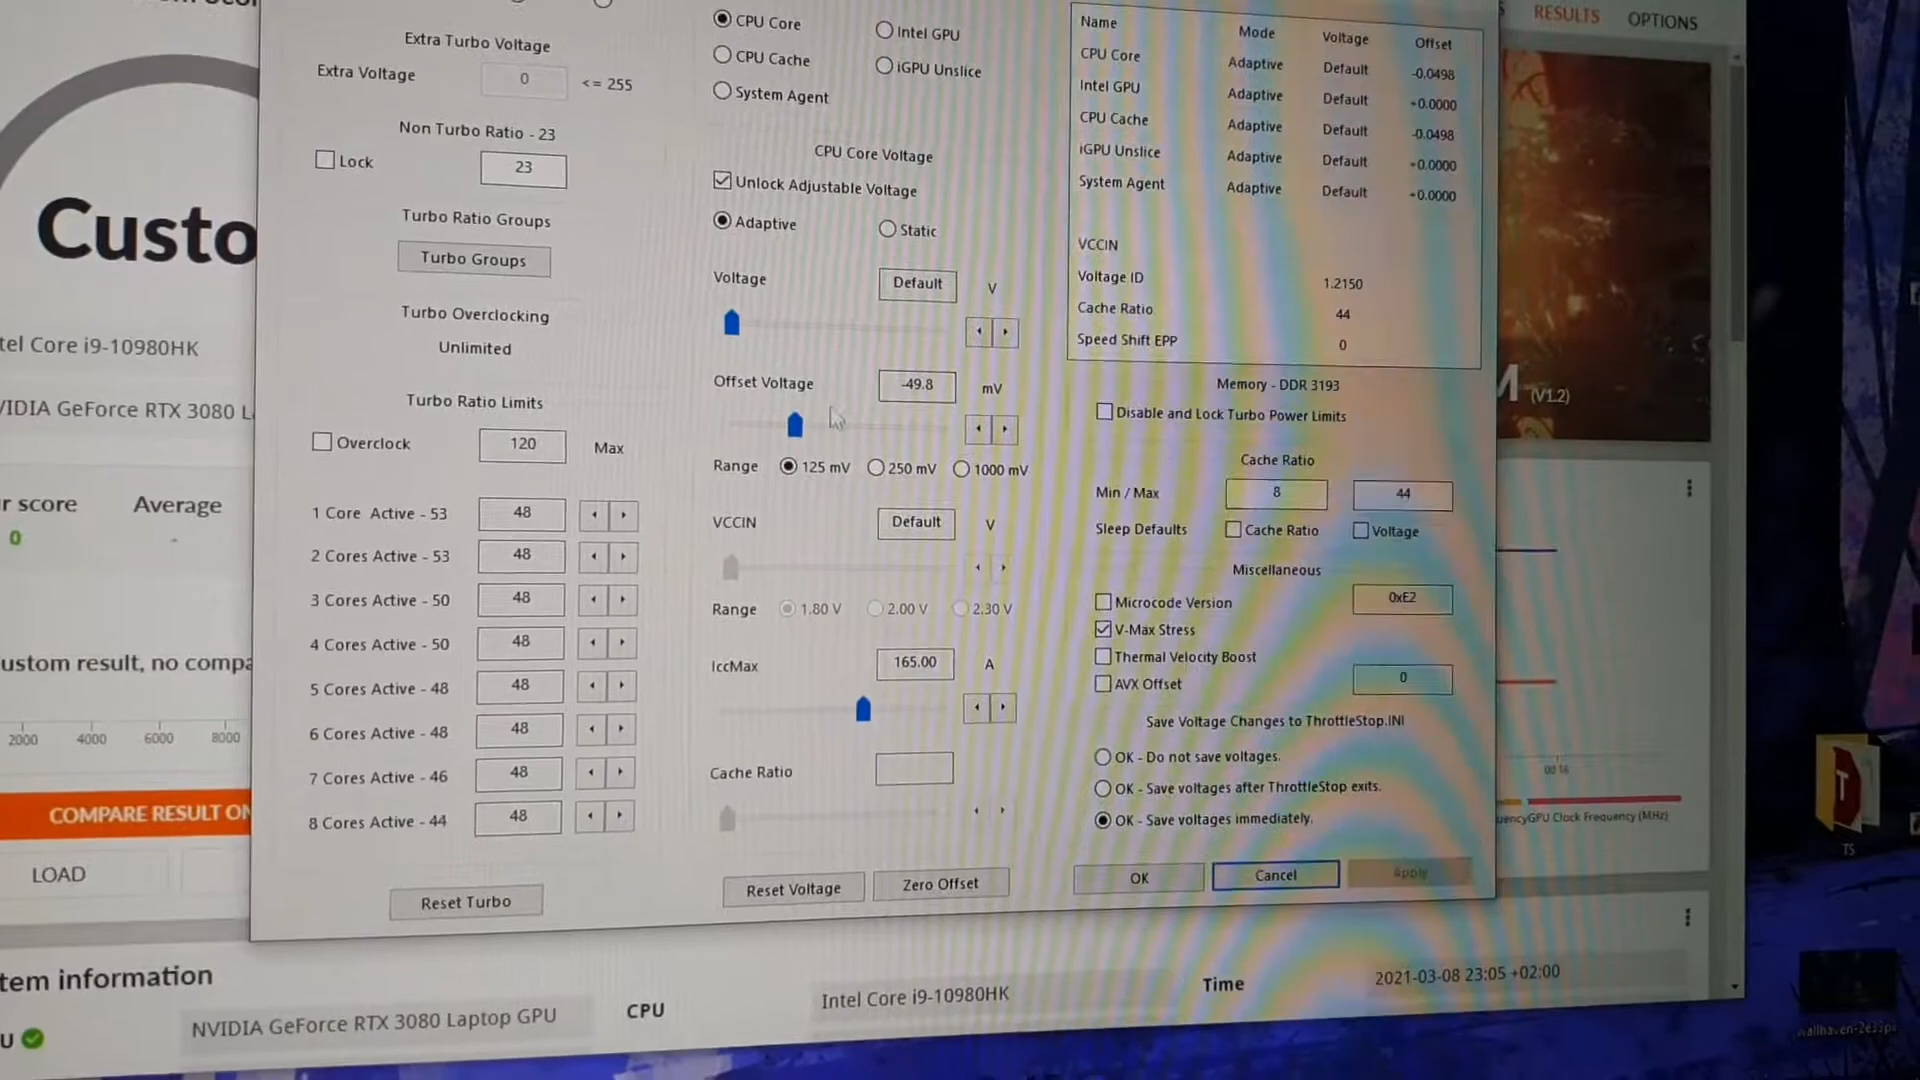 RESULTS
OPTIONS
CPU Core
Intel GPU
CPU Cache
iGPU Unslice
System Agent
Extra Turbo Voltage
Extra Voltage
0
<= 255
Non Turbo Ratio - 23
Lock
23
Turbo Ratio Groups
Turbo Groups
Turbo Overclocking
Unlimited
Turbo Ratio Limits
Overclock
120
Max
1 Core Active - 53
48
2 Cores Active - 53
48
3 Cores Active - 50
48
4 Cores Active - 50
48
5 Cores Active - 48
48
6 Cores Active - 48
48
7 Cores Active - 46
48
8 Cores Active - 44
48
Reset Turbo
CPU Core Voltage
Unlock Adjustable Voltage
Adaptive
Static
Voltage
Default
V
Offset Voltage
-49.8
mV
Range
125 mV
250 mV
1000 mV
VCCIN
Default
V
Range
1.80 V
2.00 V
2.30 V
IccMax
165.00
A
Cache Ratio
Reset Voltage
Zero Offset
Name Mode Voltage Offset
CPU Core Adaptive Default -0.0498
Intel GPU Adaptive Default +0.0000
CPU Cache Adaptive Default -0.0498
iGPU Unslice Adaptive Default +0.0000
System Agent Adaptive Default +0.0000
VCCIN
Voltage ID 1.2150
Cache Ratio 44
Speed Shift EPP 0
Memory - DDR 3193
Disable and Lock Turbo Power Limits
Cache Ratio
Min / Max
8
44
Sleep Defaults
Cache Ratio
Voltage
Miscellaneous
Microcode Version
0xE2
V-Max Stress
Thermal Velocity Boost
AVX Offset
0
Save Voltage Changes to ThrottleStop.INI
OK - Do not save voltages.
OK - Save voltages after ThrottleStop exits.
OK - Save voltages immediately.
OK
Cancel
Apply
Custo
tel Core i9-10980HK
VIDIA GeForce RTX 3080 L
r score
Average
0
-
ustom result, no compa
2000
4000
6000
8000
COMPARE RESULT ON
LOAD
M (V1.2)
00:16
uencyGPU Clock Frequency (MHz)
TS
wallhaven-2e33p
tem information
U
NVIDIA GeForce RTX 3080 Laptop GPU
CPU
Intel Core i9-10980HK
Time
2021-03-08 23:05 +02:00